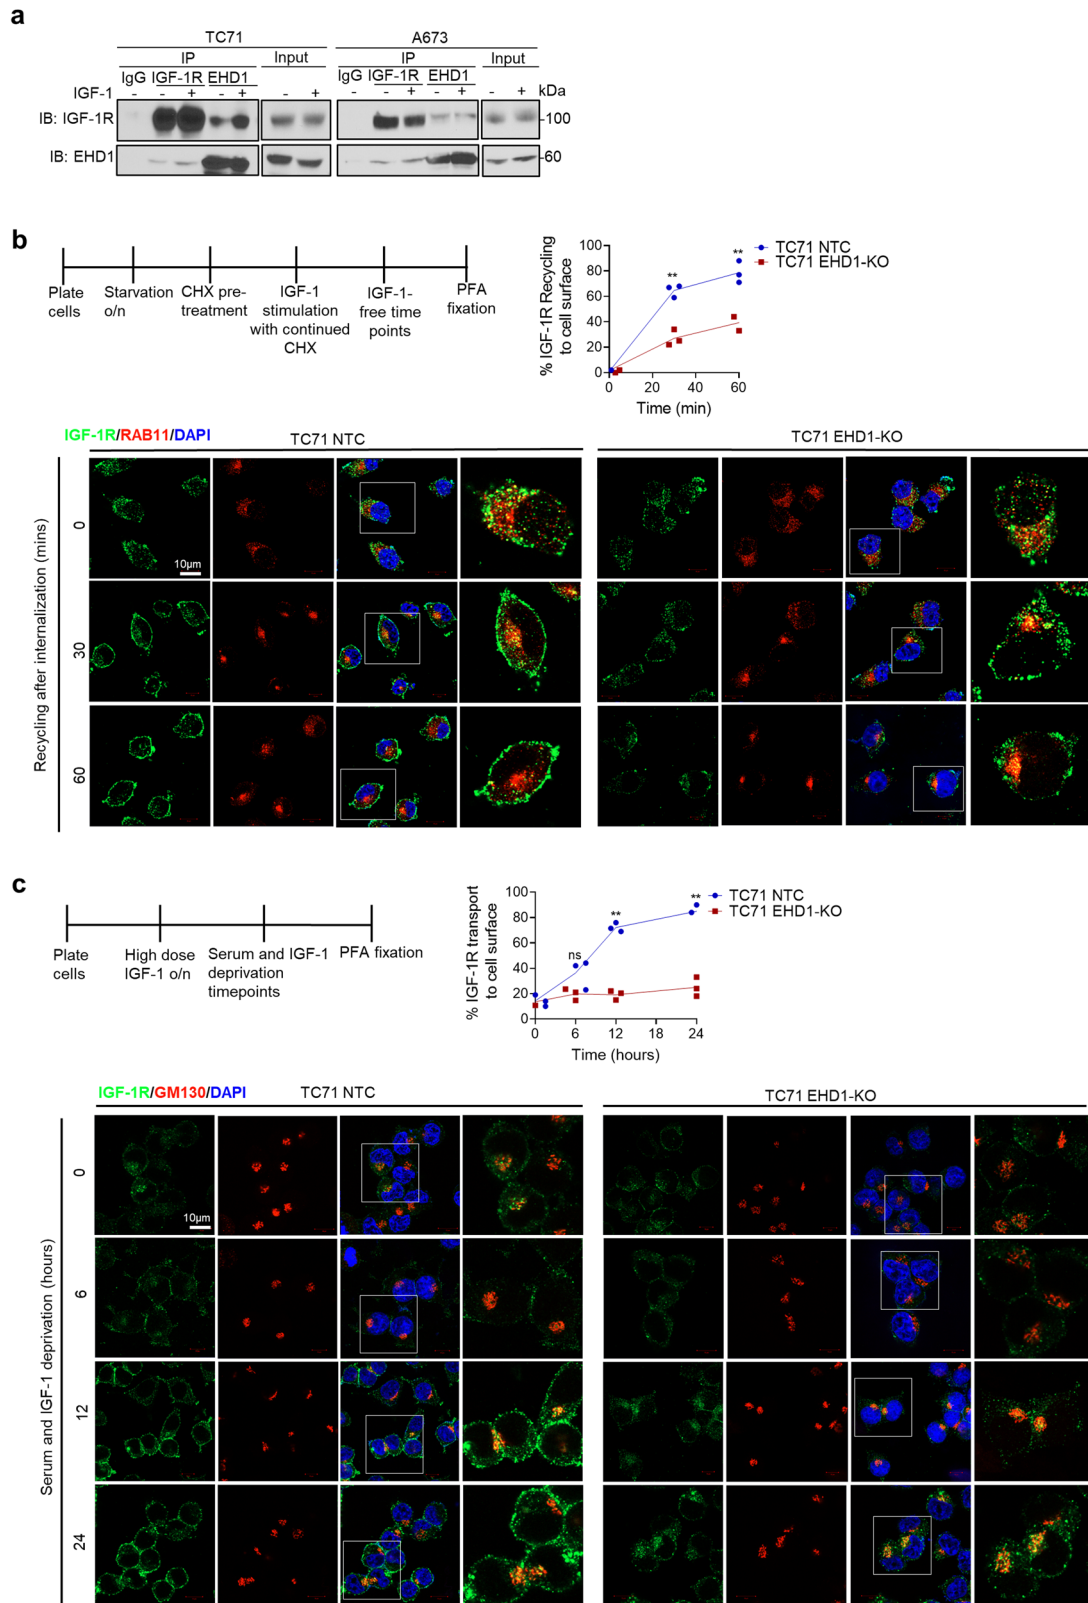 a
TC71
A673
IP
Input
IP
Input
IgG IGF-1R EHD1
IgG IGF-1R EHD1
IGF-1 - - + - + - + - - + - + - + kDa
IB: IGF-1R
-100
IB: EHD1
-60
b
Plate cells
Starvation o/n
CHX pre-treatment
IGF-1 stimulation with continued CHX
IGF-1-free time points
PFA fixation
% IGF-1R Recycling to cell surface
100
80
60
40
20
0
0 20 40 60
Time (min)
**
**
TC71 NTC
TC71 EHD1-KO
IGF-1R/RAB11/DAPI
TC71 NTC
TC71 EHD1-KO
Recycling after internalization (mins)
0
10µm
30
60
c
Plate cells
High dose IGF-1 o/n
Serum and IGF-1 deprivation timepoints
PFA fixation
% IGF-1R transport to cell surface
100
80
60
40
20
0
0 6 12 18 24
Time (hours)
ns
**
**
TC71 NTC
TC71 EHD1-KO
IGF-1R/GM130/DAPI
TC71 NTC
TC71 EHD1-KO
Serum and IGF-1 deprivation (hours)
0
10µm
6
12
24